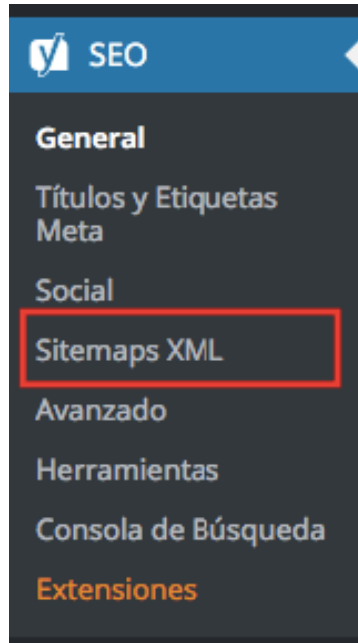 SEO
General
Títulos y Etiquetas
Meta
Social
Sitemaps XML
Avanzado
Herramientas
Consola de Búsqueda
Extensiones